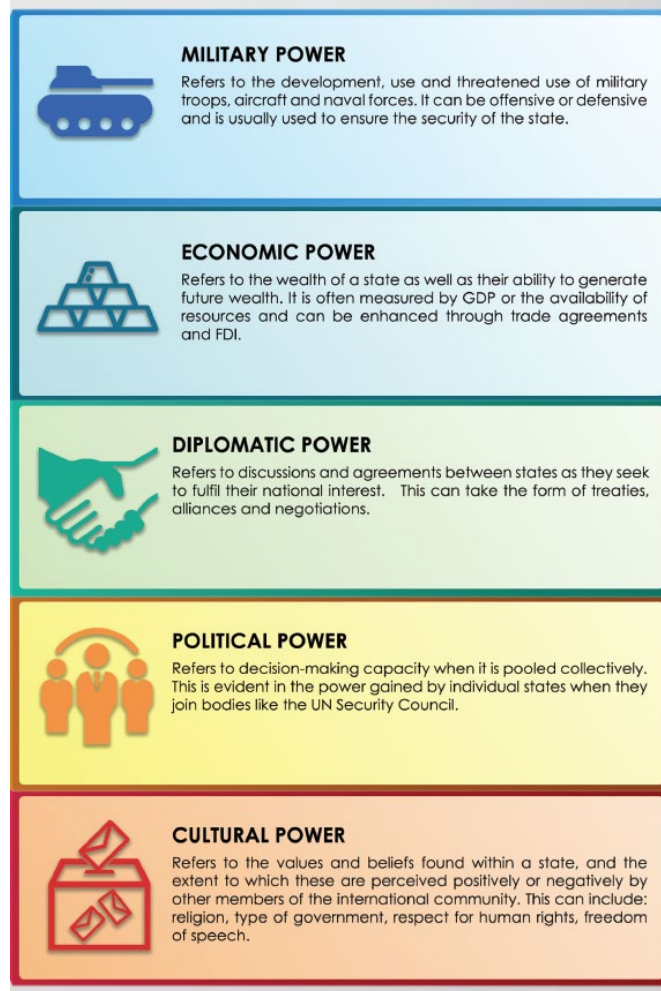 MILITARY POWER
Refers to the development, use and threatened use of military
troops, aircraft and naval forces. It can be offensive or defensive
and is usually used to ensure the security of the state.
ECONOMIC POWER
Refers to the wealth of a state as well as their ability to generate
future wealth. It is often measured by GDP or the availability of
resources and can be enhanced through trade agreements
and FDI.
DIPLOMATIC POWER
Refers to discussions and agreements between states as they seek
to fulfil their national interest. This can take the form of treaties,
alliances and negotiations.
POLITICAL POWER
Refers to decision-making capacity when it is pooled collectively.
This is evident in the power gained by individual states when they
join bodies like the UN Security Council.
CULTURAL POWER
Refers to the values and beliefs found within a state, and the
extent to which these are perceived positively or negatively by
other members of the international community. This can include:
religion, type of government, respect for human rights, freedom
of speech.